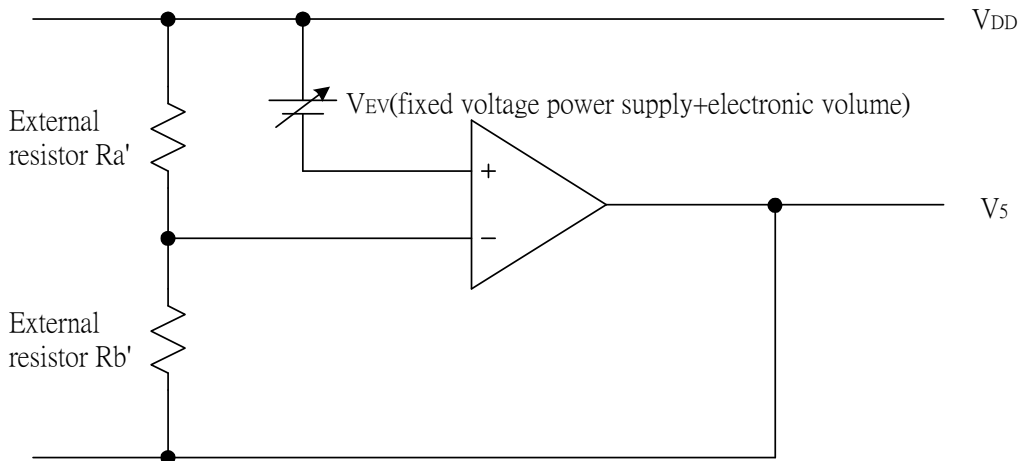 VDD
VEV(fixed voltage power supply+electronic volume)
External
resistor Ra'
+
V5
−
External
resistor Rb'